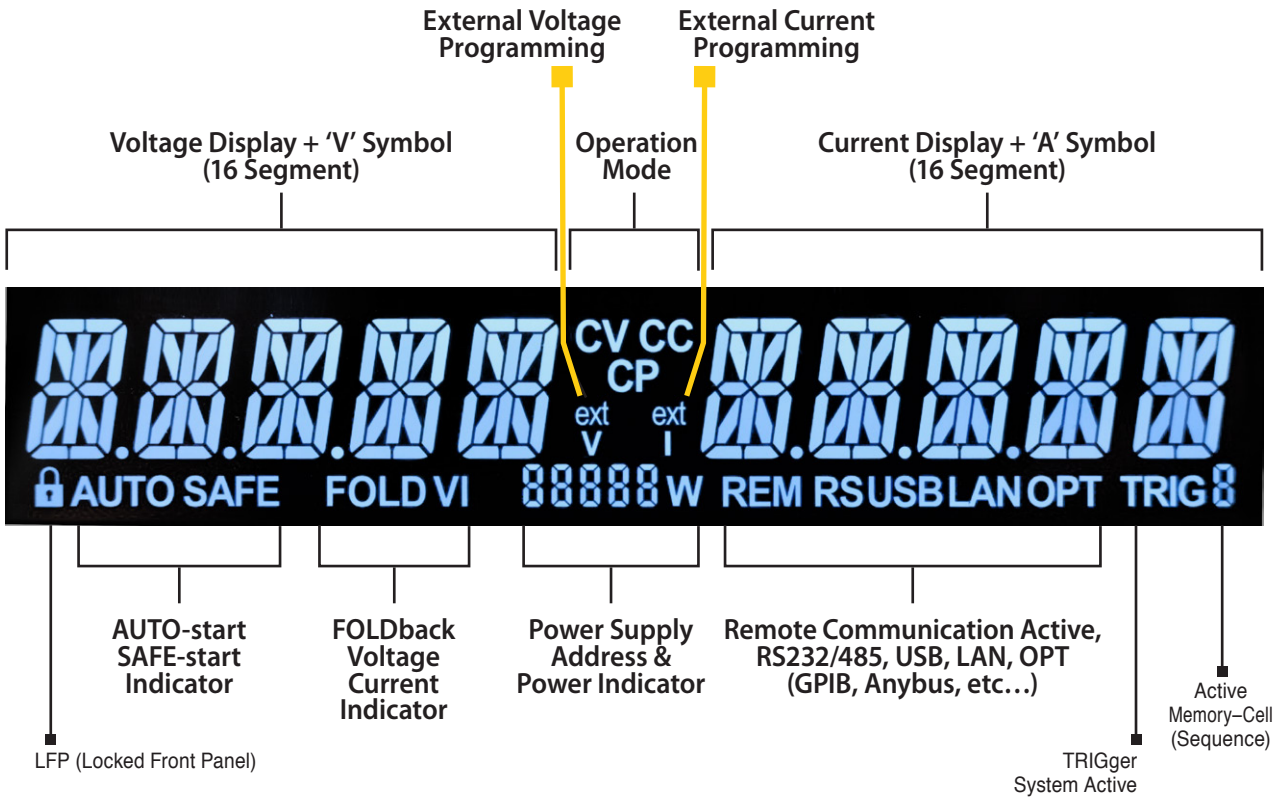 External Voltage
Programming
External Current
Programming
Voltage Display + ‘V’ Symbol
(16 Segment)
Operation
Mode
Current Display + ‘A’ Symbol
(16 Segment)
CV CC
CP
ext
V
ext
I
AUTO SAFE FOLD VI 88888 W REM RS USB LAN OPT TRIG 8
AUTO-start
SAFE-start
Indicator
FOLDback
Voltage
Current
Indicator
Power Supply
Address &
Power Indicator
Remote Communication Active,
RS232/485, USB, LAN, OPT
(GPIB, Anybus, etc…)
Active
Memory–Cell
(Sequence)
LFP (Locked Front Panel)
TRIGger
System Active